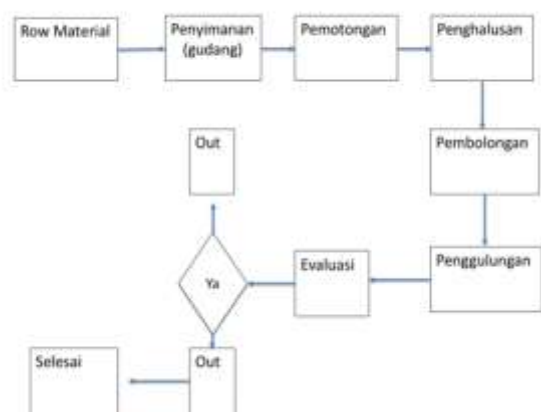 Row Material
Penyimanan
(gudang)
Pemotongan
Penghalusan
Pembolongan
Penggulungan
Evaluasi
Ya
Out
Out
Selesai